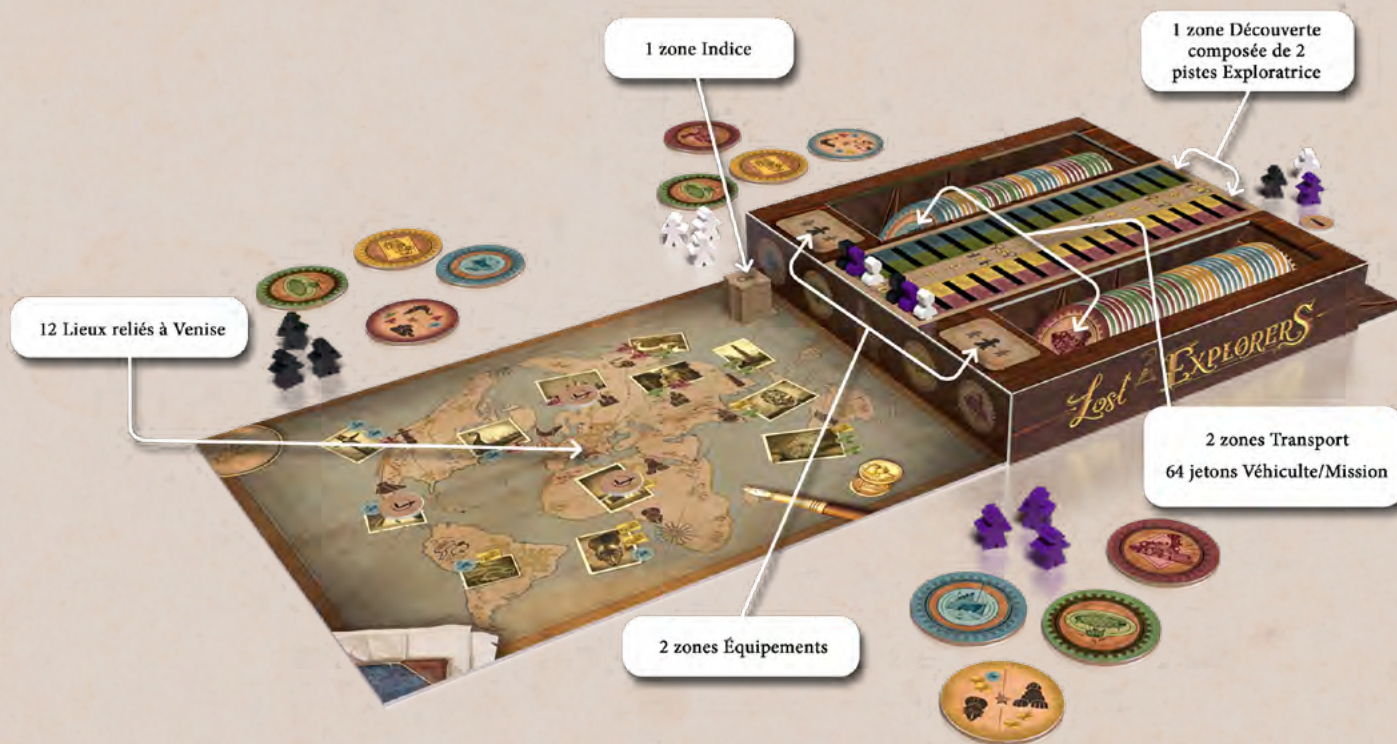 1 zone Indice
1 zone Découverte
composée de 2
pistes Exploratrice
12 Lieux reliés à Venise
Lost EXPLORERS
2 zones Transport
64 jetons Véhiculte/Mission
2 zones Équipements